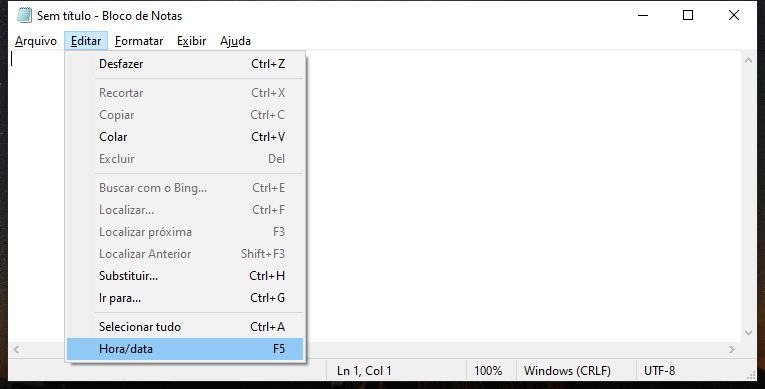 Sem título - Bloco de Notas
Arquivo Editar Formatar Exibir Ajuda
Desfazer Ctrl+Z
Recortar Ctrl+X
Copiar Ctrl+C
Colar Ctrl+V
Excluir Del
Buscar com o Bing... Ctrl+E
Localizar... Ctrl+F
Localizar próxima F3
Localizar Anterior Shift+F3
Substituir... Ctrl+H
Ir para... Ctrl+G
Selecionar tudo Ctrl+A
Hora/data F5
Ln 1, Col 1 100% Windows (CRLF) UTF-8